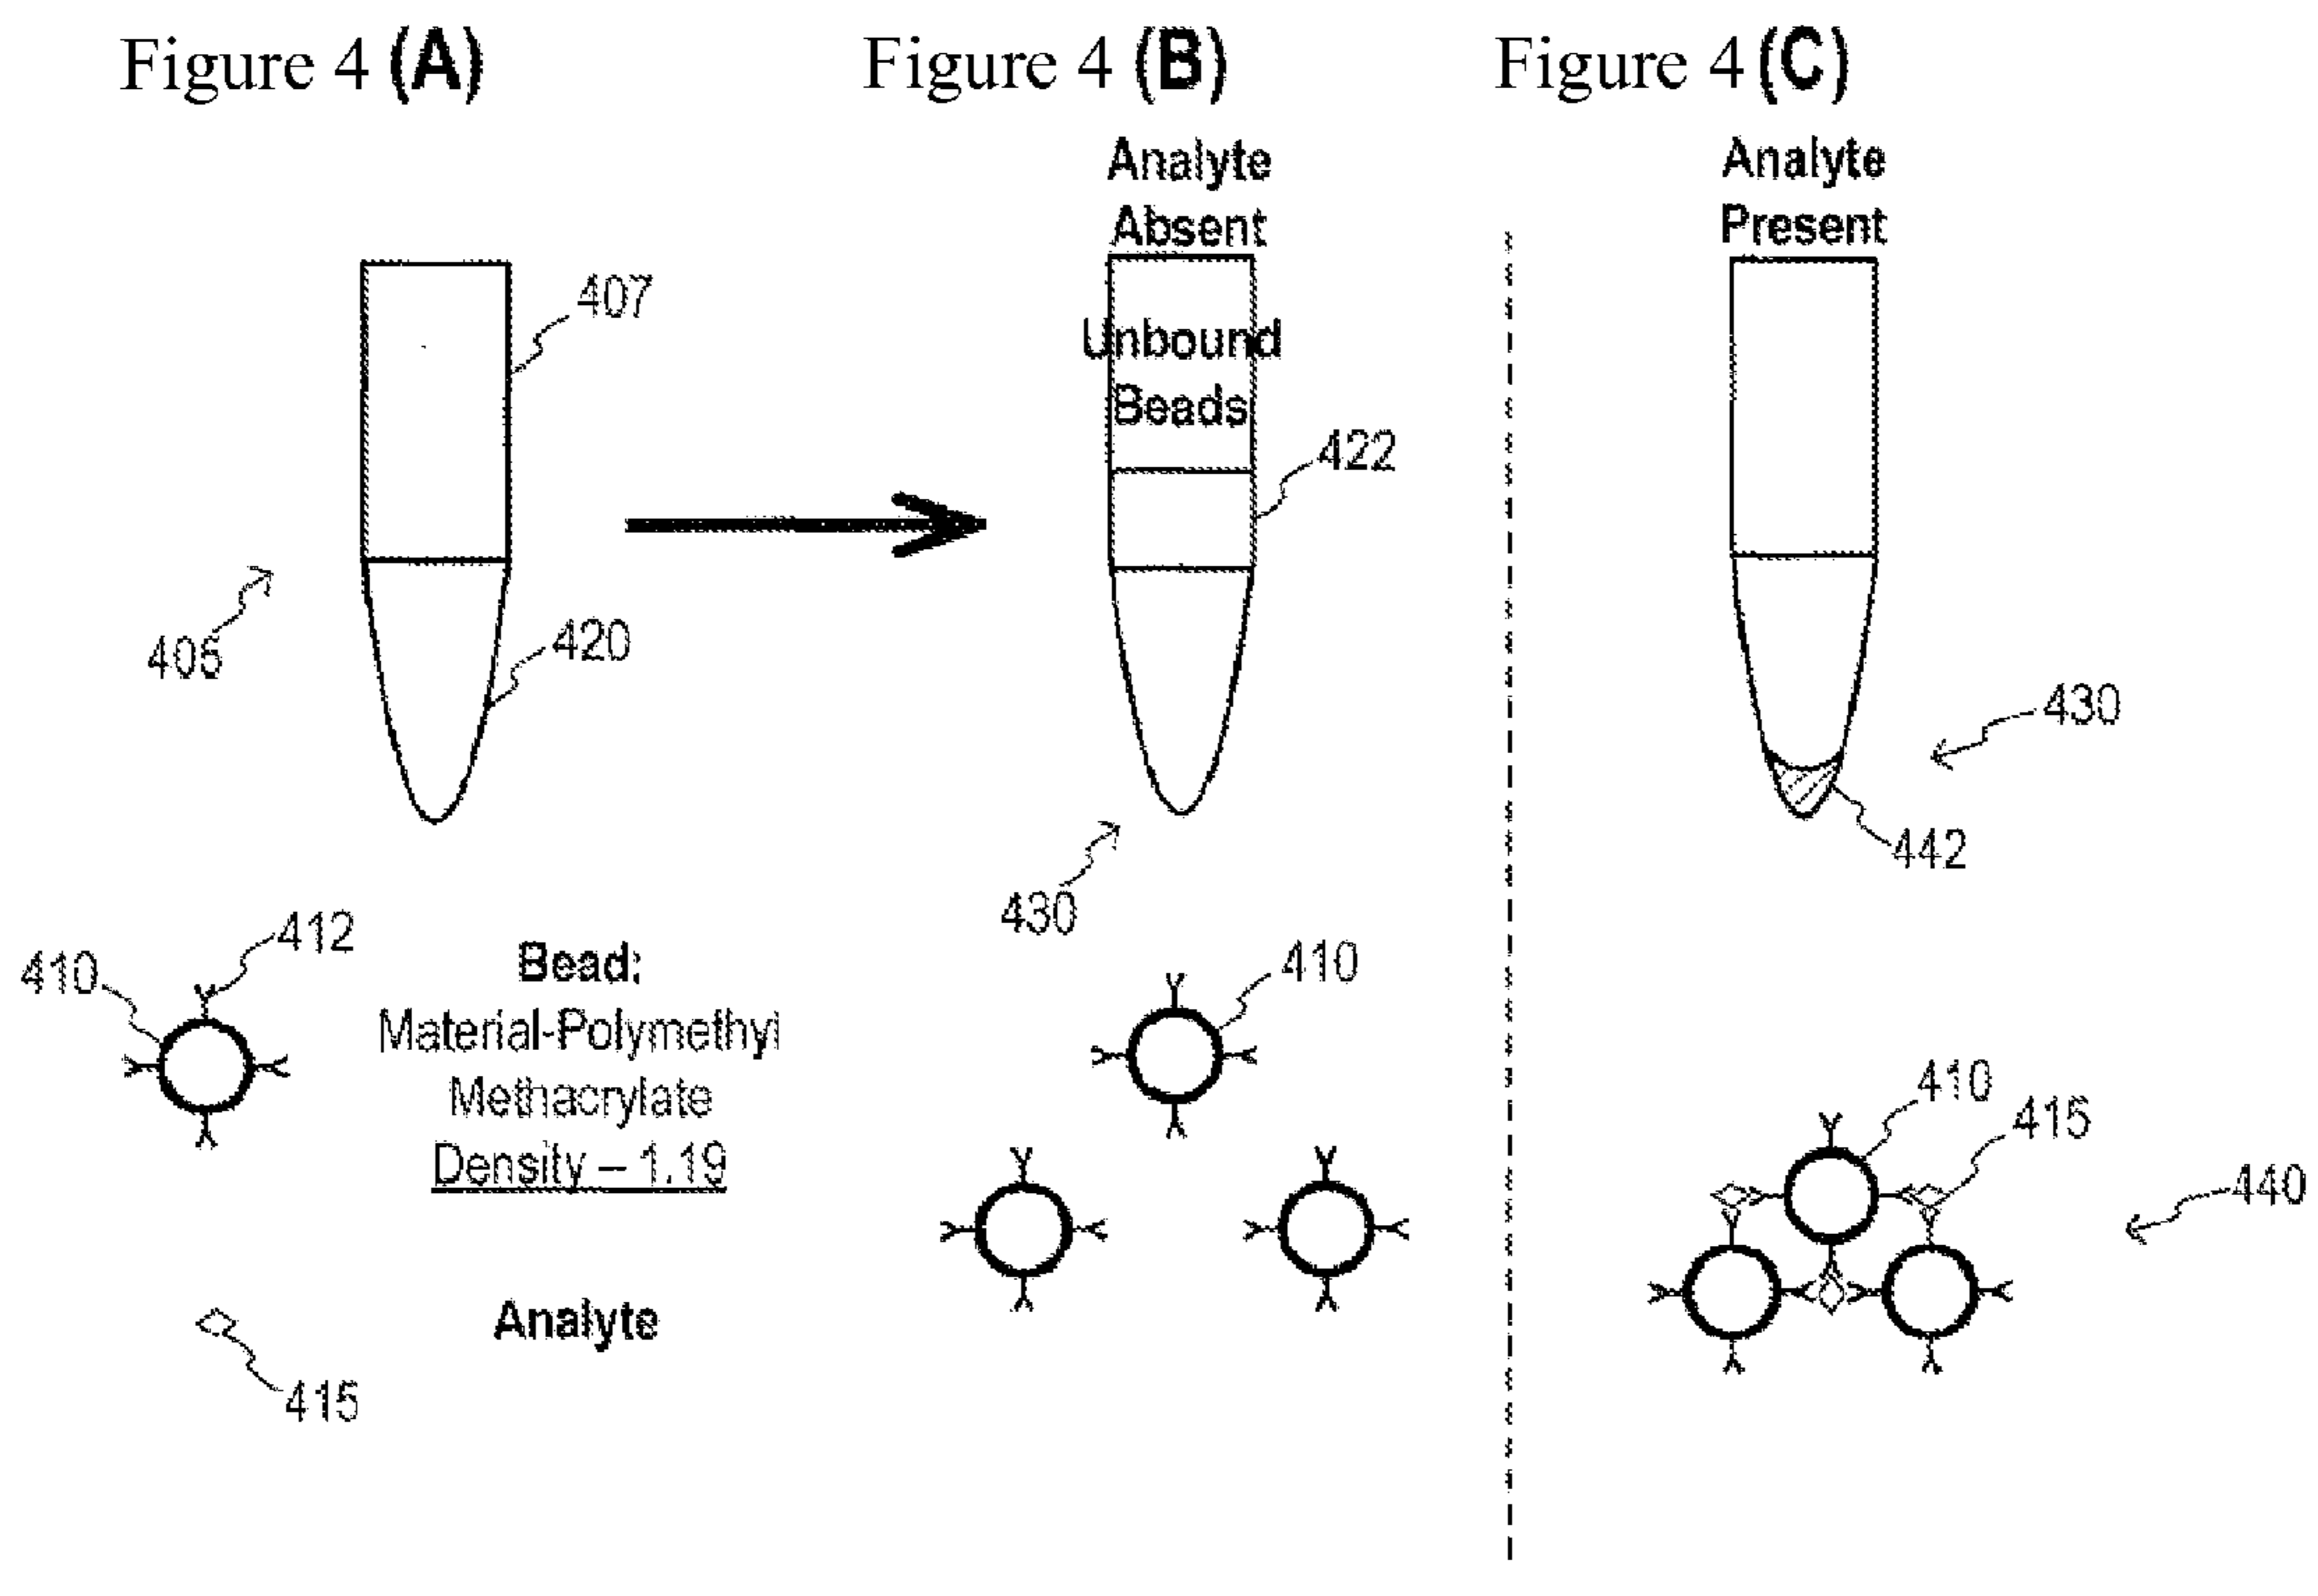 Figure 4 (A)
407
405
420
412
410
Bead:
Material-Polymethyl
Methacrylate
Density – 1.19
Analyte
415
Figure 4 (B)
Analyte
Absent
Unbound
Beads
422
430
410
Figure 4 (C)
Analyte
Present
430
442
410
415
440